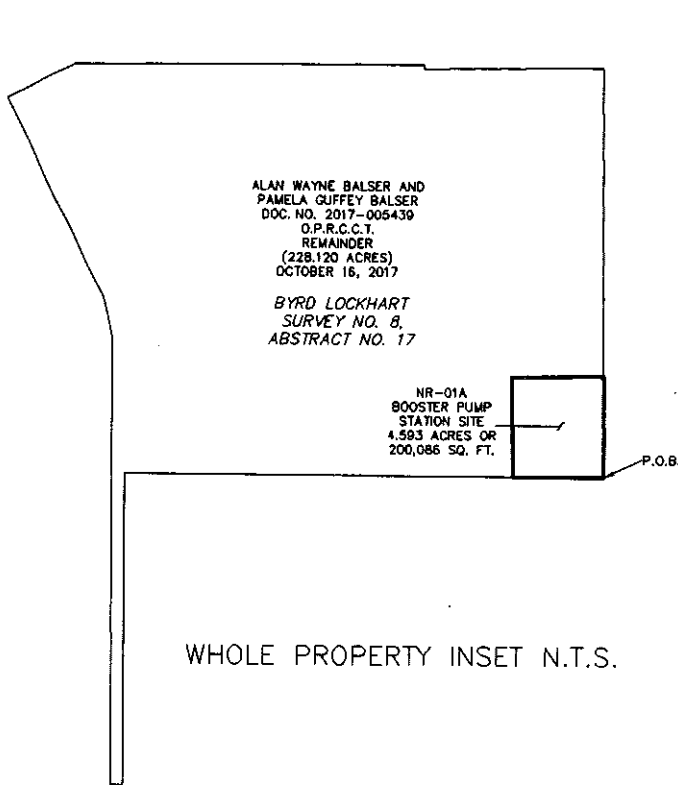 ALAN WAYNE BALSER AND
PAMELA GUFFEY BALSER
DOC. NO. 2017-005439
O.P.R.C.C.T.
REMAINDER
(228.120 ACRES)
OCTOBER 16, 2017
BYRD LOCKHART
SURVEY NO. 8,
ABSTRACT NO. 17
NR-01A
BOOSTER PUMP
STATION SITE
4.593 ACRES OR
200,086 SQ. FT.
P.O.B.
WHOLE PROPERTY INSET N.T.S.